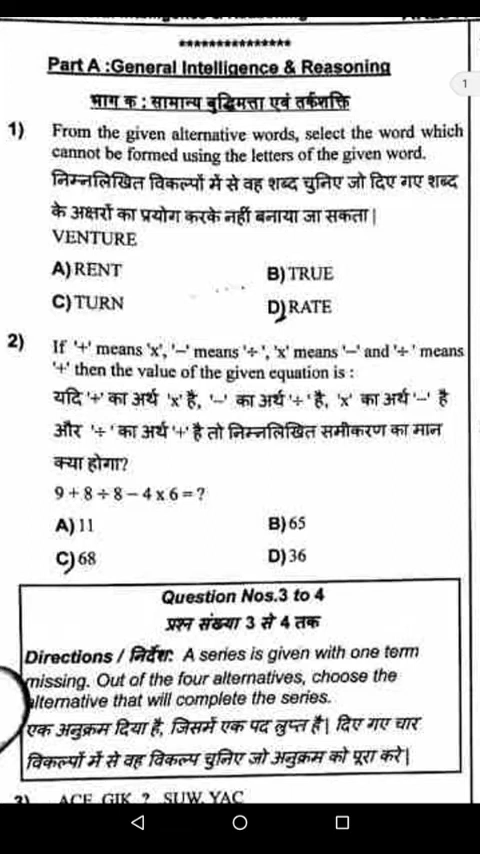 ***************
Part A :General Intelligence & Reasoning
भाग क : सामान्य बुद्धिमत्ता एवं तर्कशक्ति
1
1) From the given alternative words, select the word which
cannot be formed using the letters of the given word.
निम्नलिखित विकल्पों में से वह शब्द चुनिए जो दिए गए शब्द
के अक्षरों का प्रयोग करके नहीं बनाया जा सकता|
VENTURE
A) RENT B) TRUE
C) TURN D) RATE
2) If '+' means 'x', '–' means '÷', 'x' means '–' and '÷' means
'+' then the value of the given equation is :
यदि '+' का अर्थ 'x' है, '–' का अर्थ '÷' है, 'x' का अर्थ '–' है
और '÷' का अर्थ '+' है तो निम्नलिखित समीकरण का मान
क्या होगा?
9 + 8 ÷ 8 – 4 x 6 = ?
A) 11 B) 65
C) 68 D) 36
Question Nos.3 to 4
प्रश्न संख्या 3 से 4 तक
Directions / निर्देश: A series is given with one term
missing. Out of the four alternatives, choose the
alternative that will complete the series.
एक अनुक्रम दिया है, जिसमें एक पद लुप्त है| दिए गए चार
विकल्पों में से वह विकल्प चुनिए जो अनुक्रम को पूरा करे|
3) ACE, GIK, ?, SUW, YAC